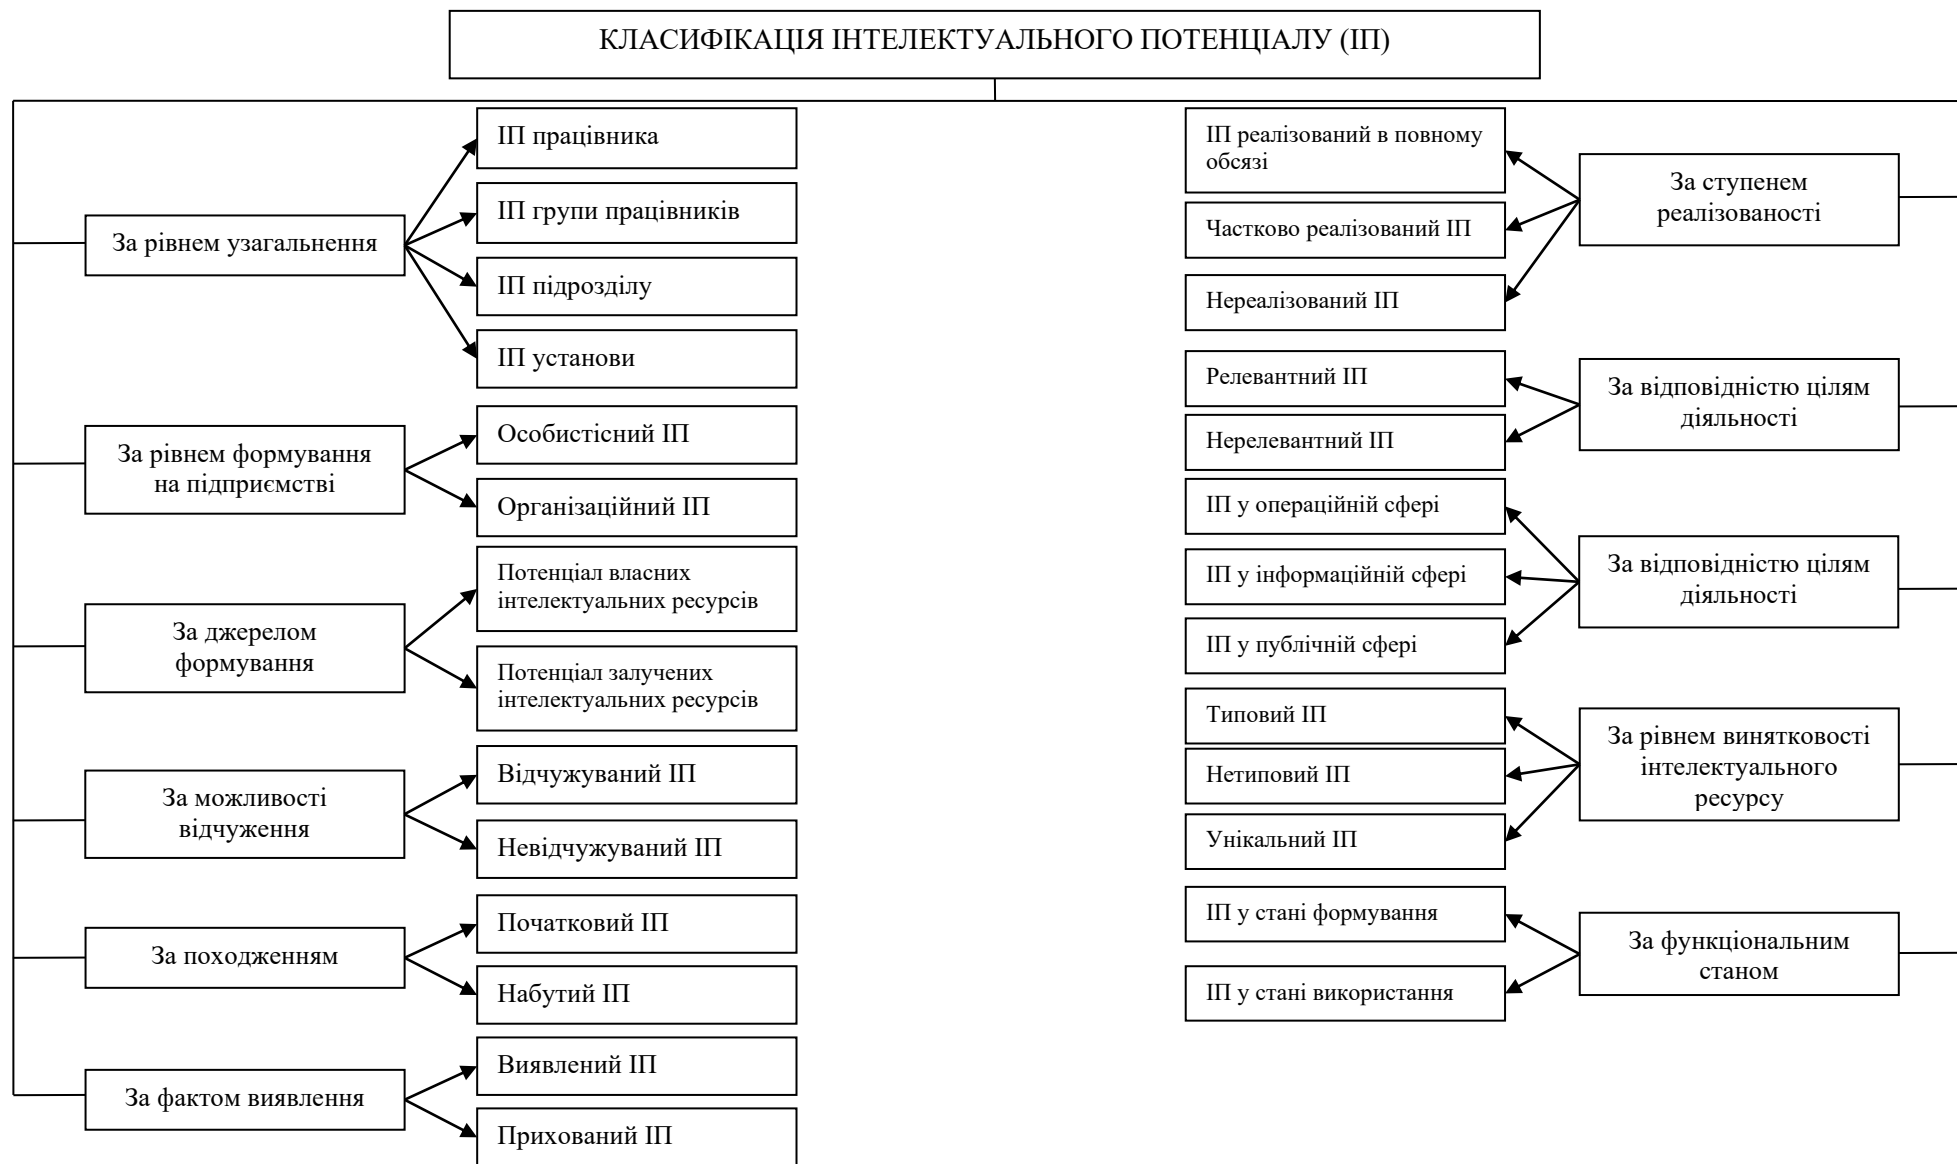 КЛАСИФІКАЦІЯ ІНТЕЛЕКТУАЛЬНОГО ПОТЕНЦІАЛУ (ІП)
За рівнем узагальнення
ІП працівника
ІП групи працівників
ІП підрозділу
ІП установи
За рівнем формування
на підприємстві
Особистісний ІП
Організаційний ІП
За джерелом
формування
Потенціал власних
інтелектуальних ресурсів
Потенціал залучених
інтелектуальних ресурсів
За можливості
відчуження
Відчужуваний ІП
Невідчужуваний ІП
За походженням
Початковий ІП
Набутий ІП
За фактом виявлення
Виявлений ІП
Прихований ІП
ІП реалізований в повному
обсязі
Частково реалізований ІП
Нереалізований ІП
За ступенем
реалізованості
Релевантний ІП
Нерелевантний ІП
За відповідністю цілям
діяльності
ІП у операційній сфері
ІП у інформаційній сфері
ІП у публічній сфері
За відповідністю цілям
діяльності
Типовий ІП
Нетиповий ІП
Унікальний ІП
За рівнем винятковості
інтелектуального
ресурсу
ІП у стані формування
ІП у стані використання
За функціональним
станом